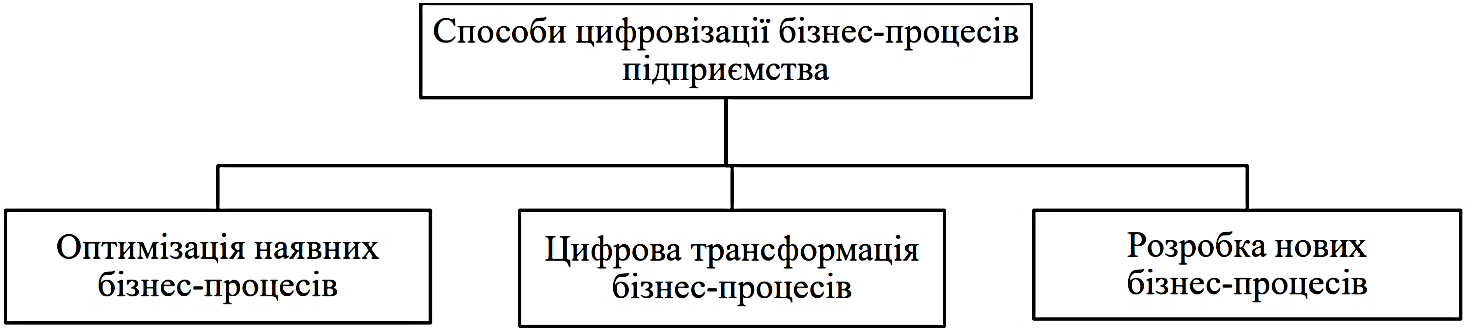 Способи цифровізації бізнес-процесів
підприємства
Оптимізація наявних
бізнес-процесів
Цифрова трансформація
бізнес-процесів
Розробка нових
бізнес-процесів